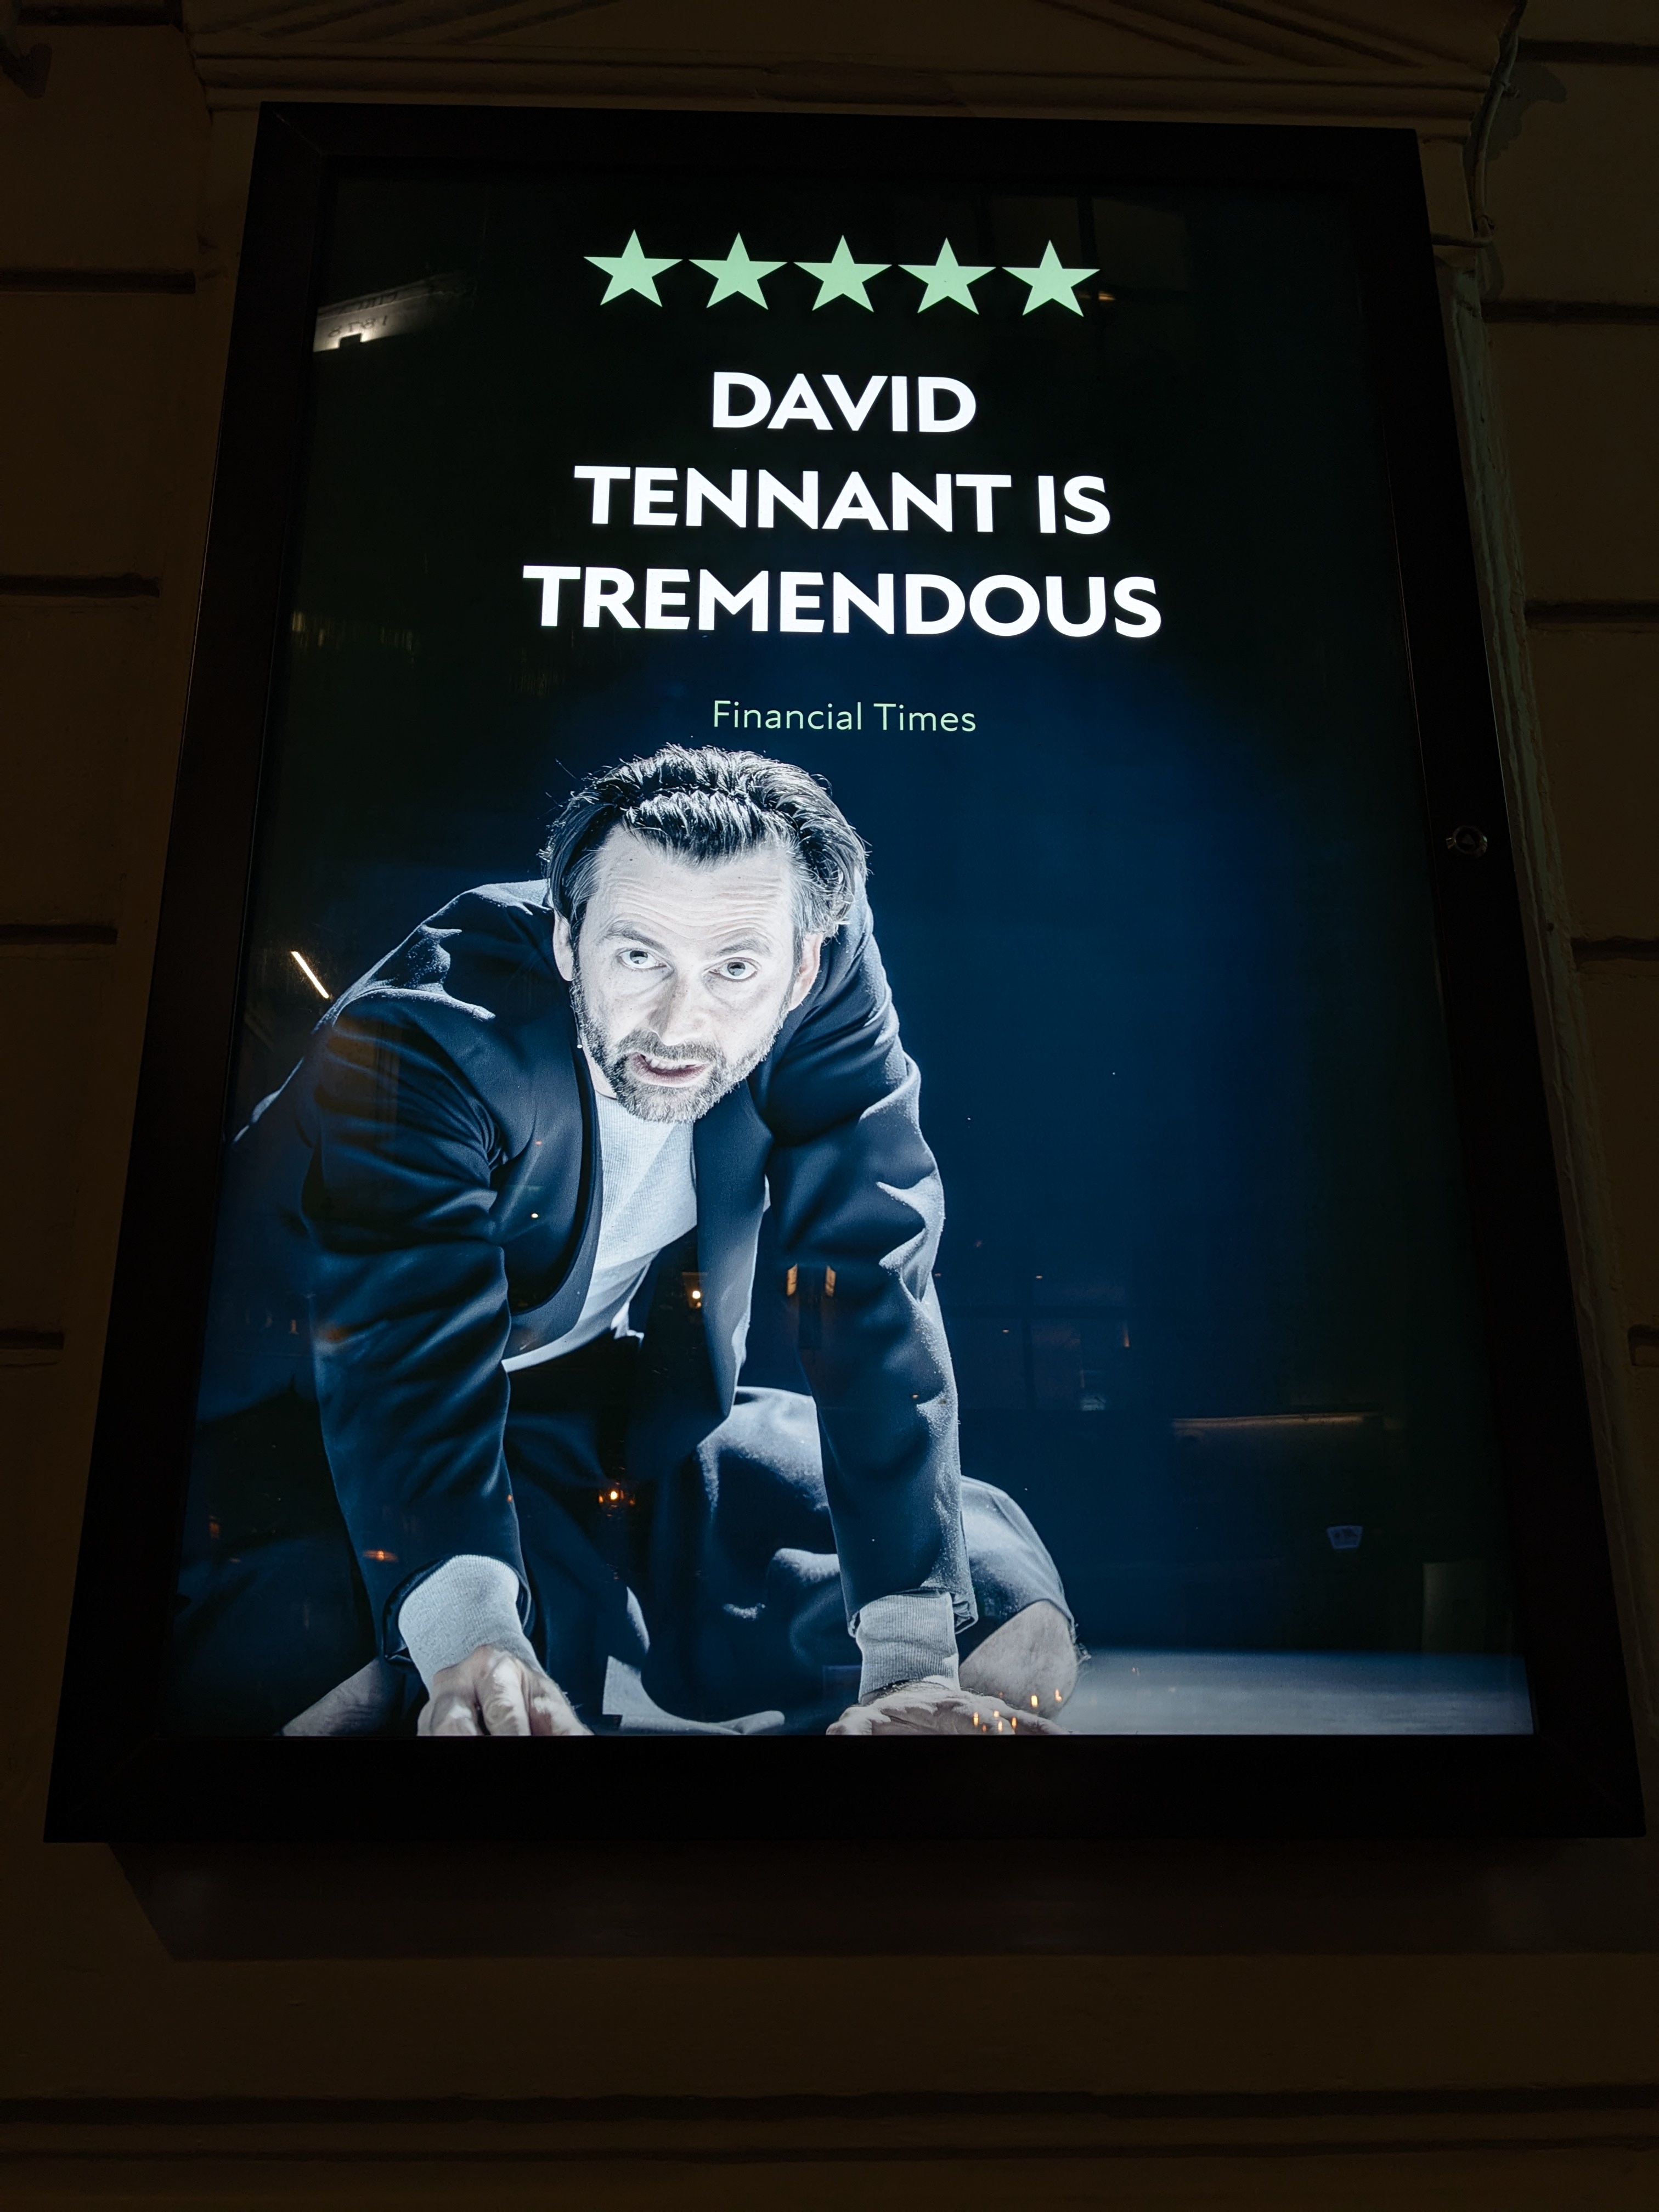 ★★★★★
DAVID
TENNANT IS
TREMENDOUS
Financial Times